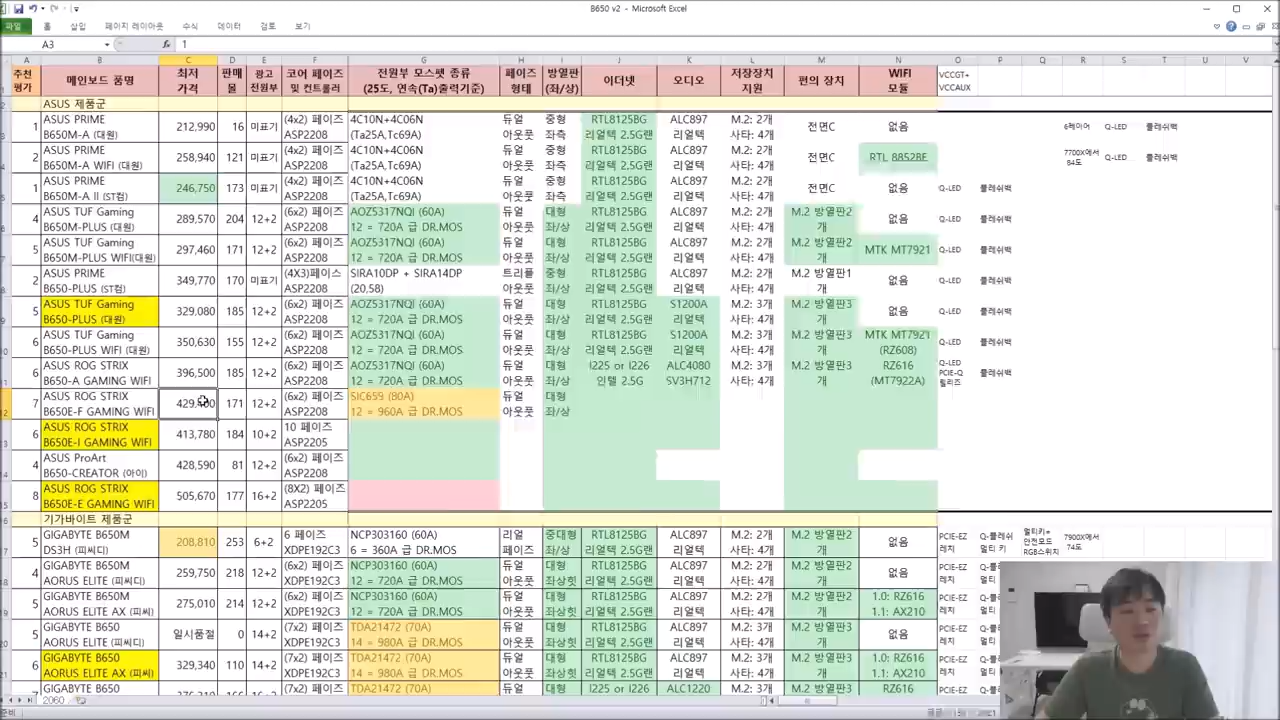 B650 v2 - Microsoft Excel
파일 홈 삽입 페이지 레이아웃 수식 데이터 검토 보기
A3 fx 1
A B C D E F G H I J K L M N O P Q R S T U V
추천 평가 메인보드 품명 최저 가격 판매 몰 광고 전원부 코어 페이즈 및 컨트롤러 전원부 모스펫 종류 (25도, 연속(Ta)출력기준) 페이즈 형태 방열판 (좌/상) 이더넷 오디오 저장장치 지원 편의 장치 WIFI 모듈 VCCGT+ VCCAUX
ASUS 제품군
1 ASUS PRIME B650M-A (대원) 212,990 16 미표기 (4x2) 페이즈 ASP2208 4C10N+4C06N (Ta25A,Tc69A) 듀얼 아웃풋 중형 좌측 RTL8125BG 리얼텍 2.5G랜 ALC897 리얼텍 M.2: 2개 사타: 4개 전면C 없음 6레이어 Q-LED 플레쉬백
2 ASUS PRIME B650M-A WIFI (대원) 258,940 121 미표기 (4x2) 페이즈 ASP2208 4C10N+4C06N (Ta25A,Tc69A) 듀얼 아웃풋 중형 좌측 RTL8125BG 리얼텍 2.5G랜 ALC897 리얼텍 M.2: 2개 사타: 4개 전면C RTL 8852BE 7700X에서 84도 Q-LED 플레쉬백
1 ASUS PRIME B650M-A II (ST컴) 246,750 173 미표기 (4x2) 페이즈 ASP2208 4C10N+4C06N (Ta25A,Tc69A) 듀얼 아웃풋 중형 좌측 RTL8125BG 리얼텍 2.5G랜 ALC897 리얼텍 M.2: 2개 사타: 4개 전면C 없음 Q-LED 플레쉬백
4 ASUS TUF Gaming B650M-PLUS (대원) 289,570 204 12+2 (6x2) 페이즈 ASP2208 AOZ5317NQI (60A) 12 = 720A 급 DR.MOS 듀얼 아웃풋 대형 좌/상 RTL8125BG 리얼텍 2.5G랜 ALC897 리얼텍 M.2: 2개 사타: 4개 M.2 방열판2개 없음 Q-LED 플레쉬백
5 ASUS TUF Gaming B650M-PLUS WIFI(대원) 297,460 171 12+2 (6x2) 페이즈 ASP2208 AOZ5317NQI (60A) 12 = 720A 급 DR.MOS 듀얼 아웃풋 대형 좌/상 RTL8125BG 리얼텍 2.5G랜 ALC897 리얼텍 M.2: 2개 사타: 4개 M.2 방열판2개 MTK MT7921 Q-LED 플레쉬백
2 ASUS PRIME B650-PLUS (ST컴) 349,770 170 미표기 (4X3)페이즈 ASP2208 SIRA10DP + SIRA14DP (20,58) 트리플 아웃풋 중형 좌/상 RTL8125BG 리얼텍 2.5G랜 ALC897 리얼텍 M.2: 2개 사타: 4개 M.2 방열판1개 없음 Q-LED 플레쉬백
5 ASUS TUF Gaming B650-PLUS (대원) 329,080 185 12+2 (6x2) 페이즈 ASP2208 AOZ5317NQI (60A) 12 = 720A 급 DR.MOS 듀얼 아웃풋 대형 좌/상 RTL8125BG 리얼텍 2.5G랜 S1200A 리얼텍 M.2: 3개 사타: 4개 M.2 방열판3개 없음 Q-LED 플레쉬백
6 ASUS TUF Gaming B650-PLUS WIFI (대원) 350,630 155 12+2 (6x2) 페이즈 ASP2208 AOZ5317NQI (60A) 12 = 720A 급 DR.MOS 듀얼 아웃풋 대형 좌/상 RTL8125BG 리얼텍 2.5G랜 S1200A 리얼텍 M.2: 3개 사타: 4개 M.2 방열판3개 MTK MT7921 (RZ608) Q-LED 플레쉬백
6 ASUS ROG STRIX B650-A GAMING WIFI 396,500 185 12+2 (6x2) 페이즈 ASP2208 AOZ5317NQI (60A) 12 = 720A 급 DR.MOS 듀얼 아웃풋 대형 좌/상 I225 or I226 인텔 2.5G ALC4080 SV3H712 M.2: 3개 사타: 4개 M.2 방열판3개 RZ616 (MT7922A) Q-LED PCIE-Q 릴리즈 플레쉬백
7 ASUS ROG STRIX B650E-F GAMING WIFI 171 12+2 (6x2) 페이즈 ASP2208 SIC659 (80A) 12 = 960A 급 DR.MOS 듀얼 아웃풋 대형 좌/상
6 ASUS ROG STRIX B650E-I GAMING WIFI 413,780 184 10+2 10 페이즈 ASP2205
4 ASUS ProArt B650-CREATOR (아이) 428,590 81 12+2 (6x2) 페이즈 ASP2208
8 ASUS ROG STRIX B650E-E GAMING WIFI 505,670 177 16+2 (8X2) 페이즈 ASP2205
기가바이트 제품군
5 GIGABYTE B650M DS3H (피씨디) 208,810 253 6+2 6 페이즈 XDPE192C3 NCP303160 (60A) 6 = 360A 급 DR.MOS 리얼 페이즈 중대형 좌/상 RTL8125BG 리얼텍 2.5G랜 ALC897 리얼텍 M.2: 2개 사타: 4개 M.2 방열판1개 없음 PCIE-EZ 레치 Q-플레쉬 멀티 키 멀티키= 안전모드 RGB스위치 7900X에서 74도
4 GIGABYTE B650M AORUS ELITE (피씨디) 259,750 218 12+2 (6x2) 페이즈 XDPE192C3 NCP303160 (60A) 12 = 720A 급 DR.MOS 듀얼 아웃풋 대형 좌상힛 RTL8125BG 리얼텍 2.5G랜 ALC897 리얼텍 M.2: 2개 사타: 4개 없음 PCIE-EZ 레치
5 GIGABYTE B650M AORUS ELITE AX (피씨) 275,010 214 12+2 (6x2) 페이즈 XDPE192C3 NCP303160 (60A) 12 = 720A 급 DR.MOS 듀얼 아웃풋 대형 좌상힛 RTL8125BG 리얼텍 2.5G랜 ALC897 리얼텍 M.2: 2개 사타: 4개 1.0: RZ616 1.1: AX210 PCIE-EZ 레치
5 GIGABYTE B650 AORUS ELITE (피씨디) 일시품절 0 14+2 (7x2) 페이즈 XDPE192C3 TDA21472 (70A) 14 = 980A 급 DR.MOS 듀얼 아웃풋 대형 좌상힛 RTL8125BG 리얼텍 2.5G랜 ALC897 리얼텍 M.2: 3개 사타: 4개 M.2 방열판3개 없음 PCIE-EZ 레치
6 GIGABYTE B650 AORUS ELITE AX (피씨) 329,340 110 14+2 (7x2) 페이즈 XDPE192C3 TDA21472 (70A) 14 = 980A 급 DR.MOS 듀얼 아웃풋 대형 좌상힛 RTL8125BG 리얼텍 2.5G랜 ALC897 리얼텍 M.2: 3개 사타: 4개 M.2 방열판3개 1.0: RZ616 1.1: AX210 PCIE-EZ 레치
GIGABYTE B650 (7x2) 페이즈 TDA21472 (70A) 듀얼 대형 I225 or I226 ALC1220 M.2: 3개 M.2 방열판3 RZ616 PCIE-EZ
2060